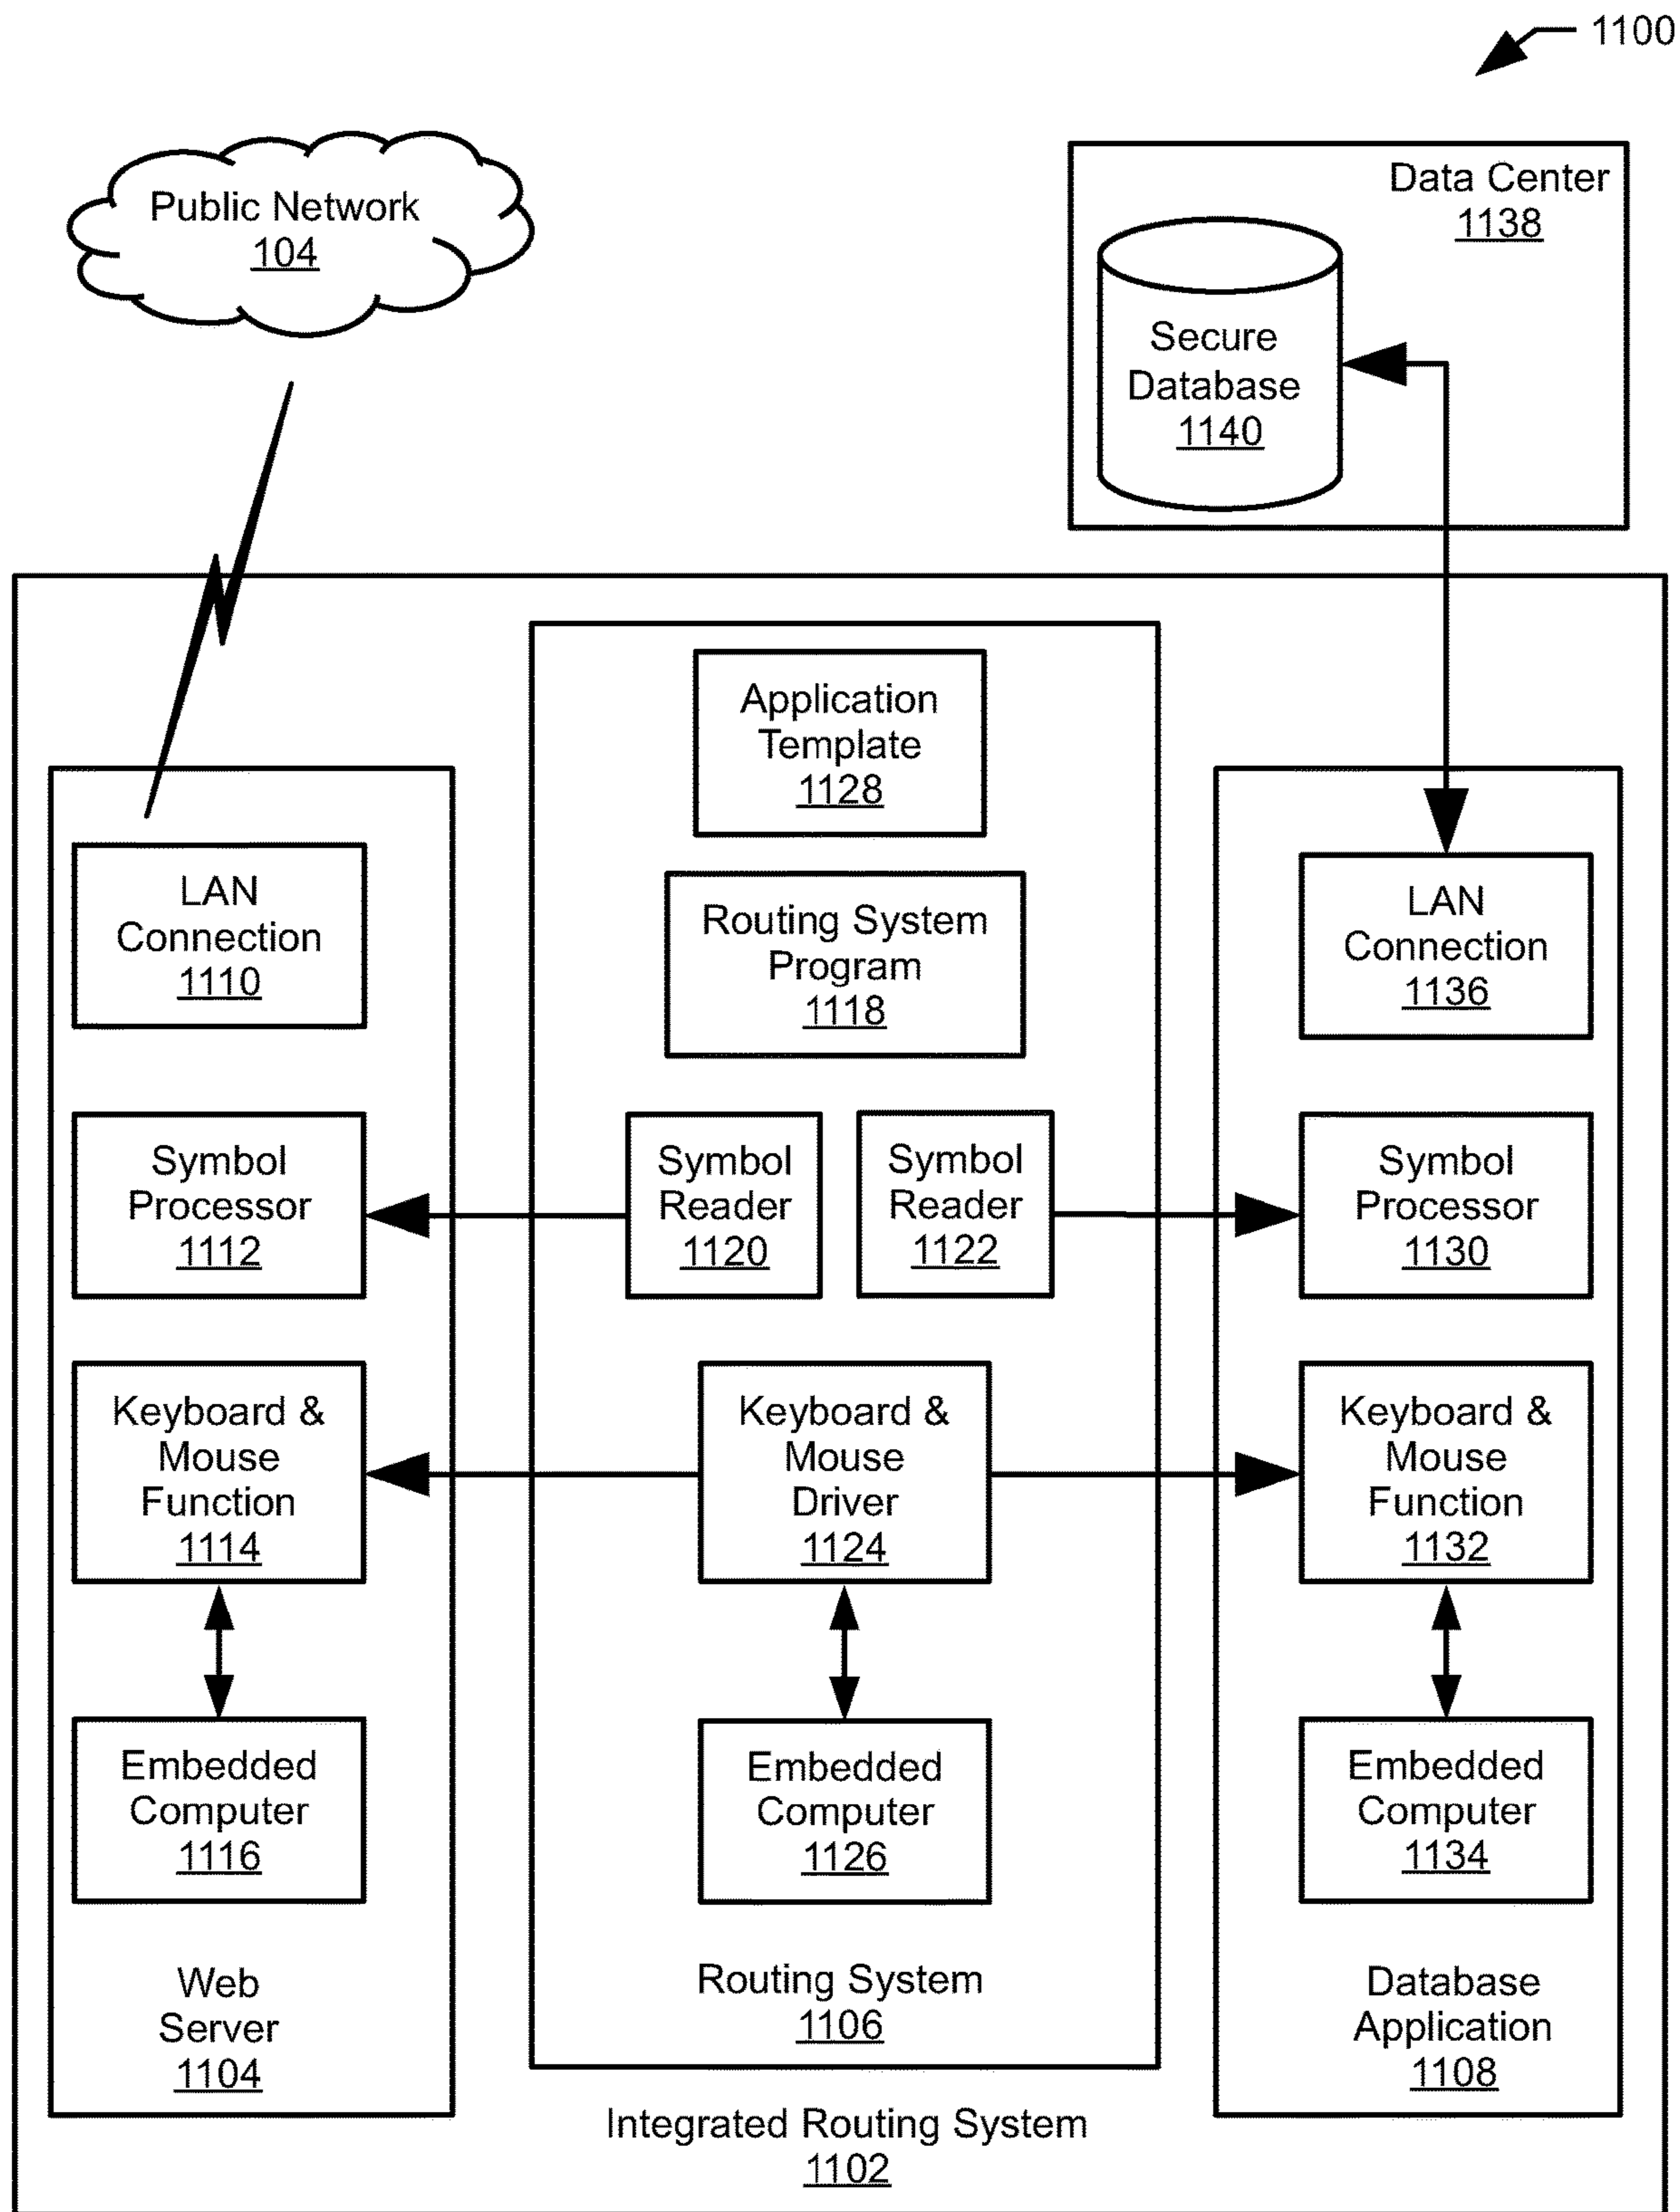 1100
Public Network
104
Data Center
1138
Secure
Database
1140
Application
Template
1128
Routing System
Program
1118
LAN
Connection
1110
LAN
Connection
1136
Symbol
Processor
1112
Symbol
Reader
1120
Symbol
Reader
1122
Symbol
Processor
1130
Keyboard &
Mouse
Function
1114
Keyboard &
Mouse
Driver
1124
Keyboard &
Mouse
Function
1132
Embedded
Computer
1116
Embedded
Computer
1126
Embedded
Computer
1134
Web
Server
1104
Routing System
1106
Database
Application
1108
Integrated Routing System
1102